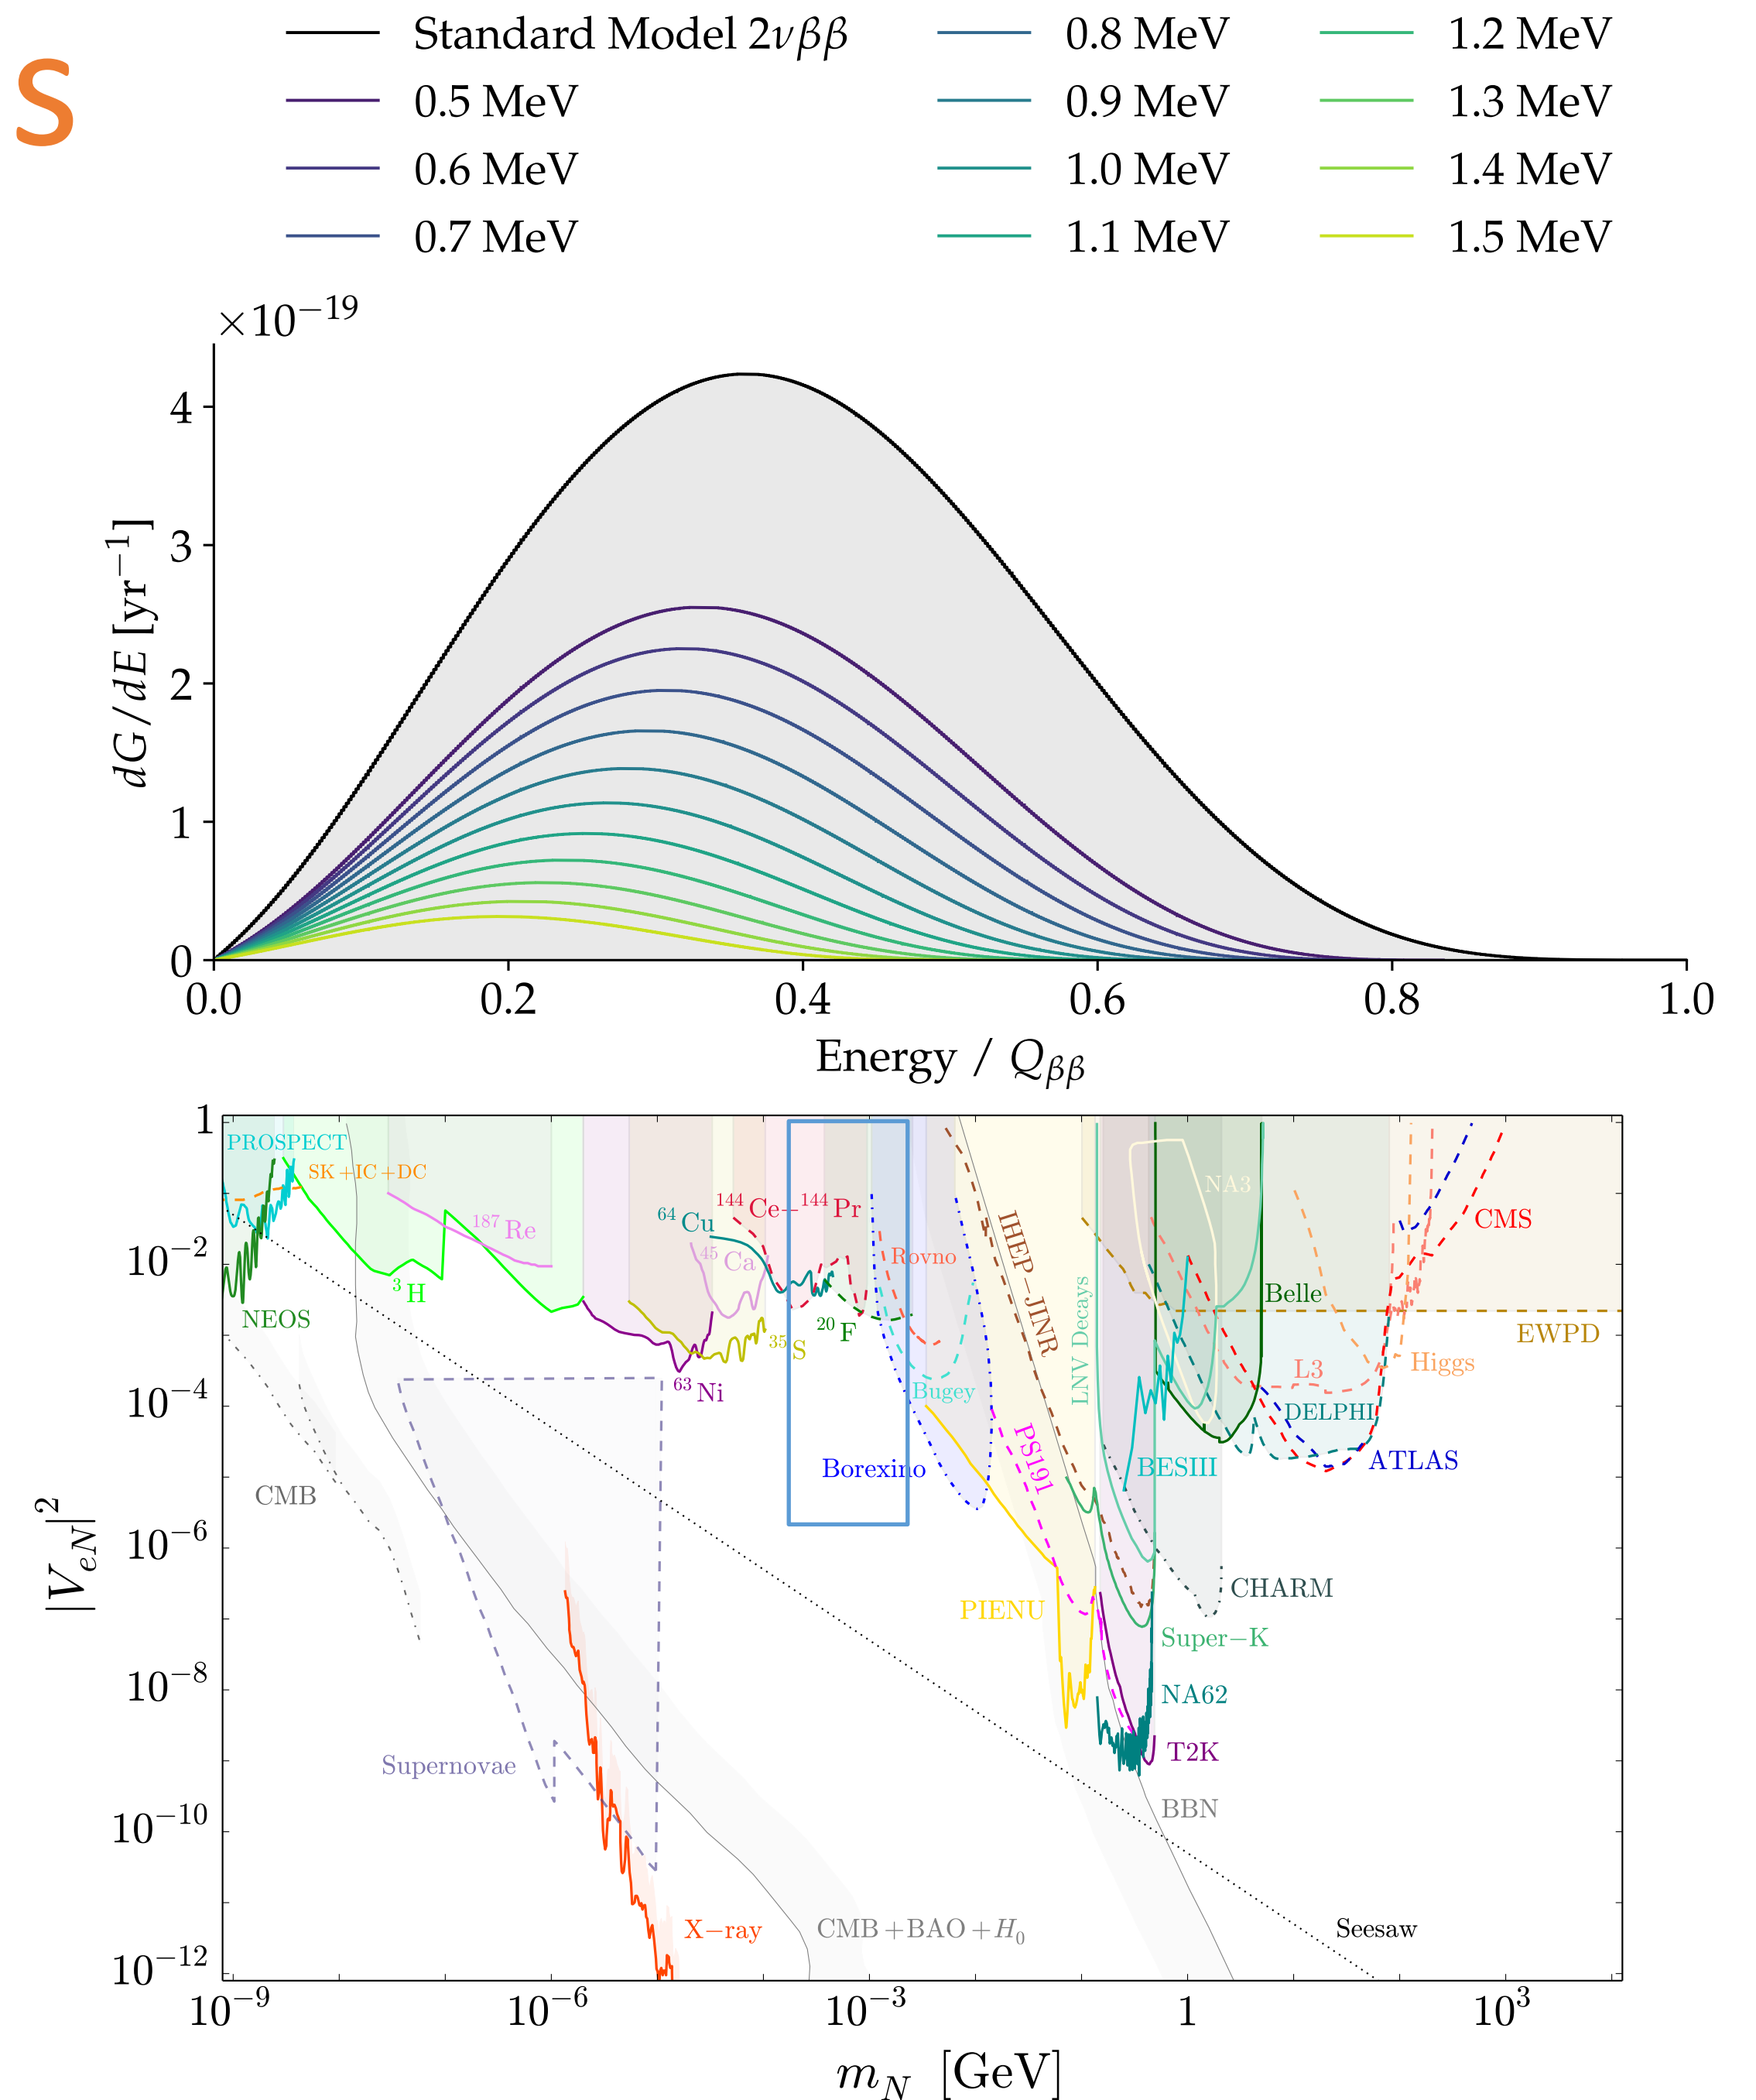 S
Standard Model 2νββ
0.5 MeV
0.6 MeV
0.7 MeV
0.8 MeV
0.9 MeV
1.0 MeV
1.1 MeV
1.2 MeV
1.3 MeV
1.4 MeV
1.5 MeV
×10⁻¹⁹
4
3
2
1
0
dG/dE [yr⁻¹]
0.0 0.2 0.4 0.6 0.8 1.0
Energy / Qββ
1
10⁻²
10⁻⁴
10⁻⁶
10⁻⁸
10⁻¹⁰
10⁻¹²
|VeN|²
PROSPECT
SK+IC+DC
NEOS
³H
¹⁸⁷Re
⁶⁴Cu
¹⁴⁴Ce−¹⁴⁴Pr
⁴⁵Ca
³⁵S
⁶³Ni
²⁰F
Rovno
Bugey
Borexino
IHEP−JINR
LNV Decays
PS191
NA3
Belle
CMS
EWPD
Higgs
L3
DELPHI
ATLAS
BESIII
CHARM
PIENU
Super−K
NA62
T2K
BBN
CMB
Supernovae
X−ray
CMB+BAO+H₀
Seesaw
10⁻⁹ 10⁻⁶ 10⁻³ 1 10³
mN [GeV]